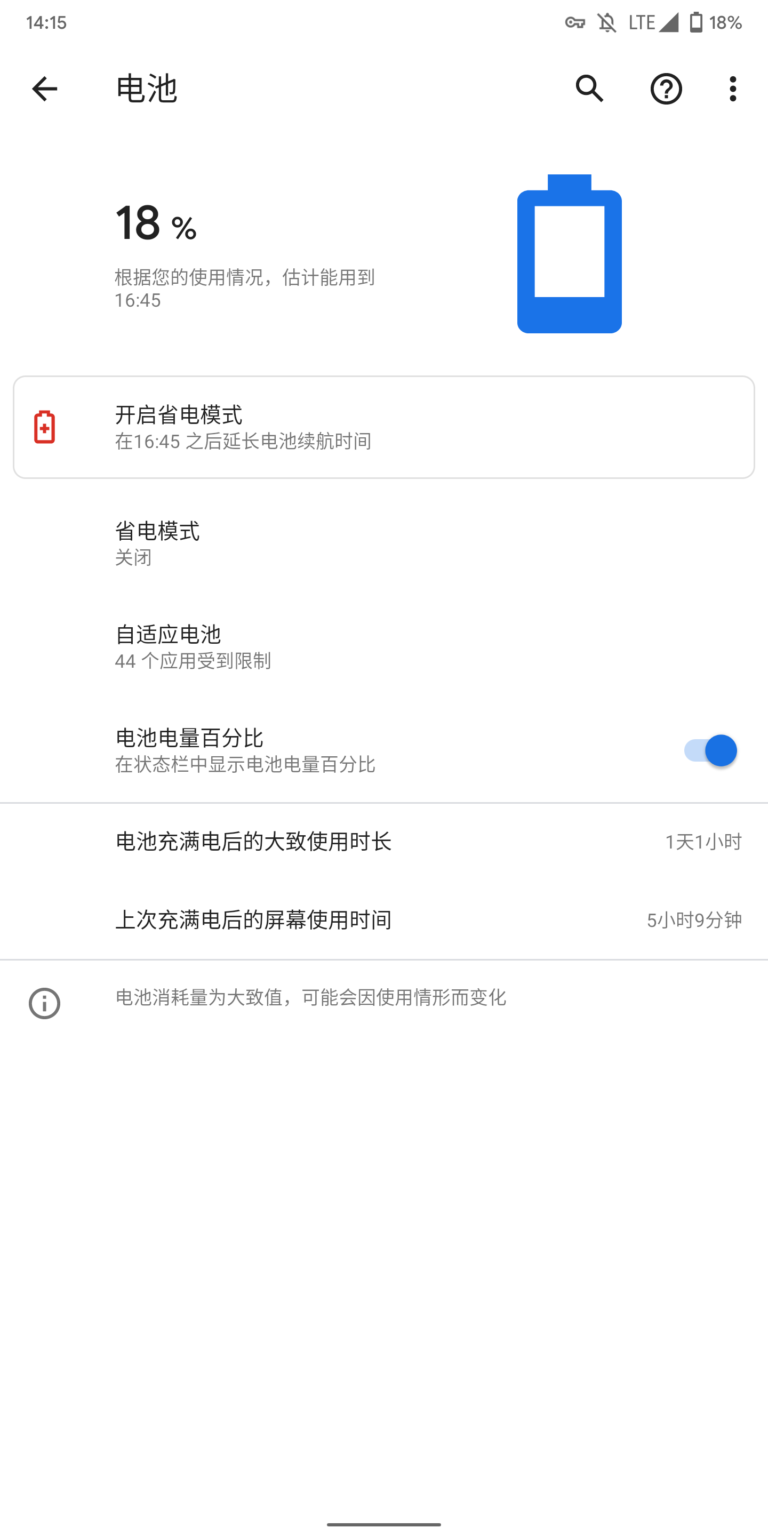 14:15 LTE 18%
电池
18 %
根据您的使用情况，估计能用到
16:45
开启省电模式
在16:45 之后延长电池续航时间
省电模式
关闭
自适应电池
44 个应用受到限制
电池电量百分比
在状态栏中显示电池电量百分比
电池充满电后的大致使用时长 1天1小时
上次充满电后的屏幕使用时间 5小时9分钟
电池消耗量为大致值，可能会因使用情形而变化